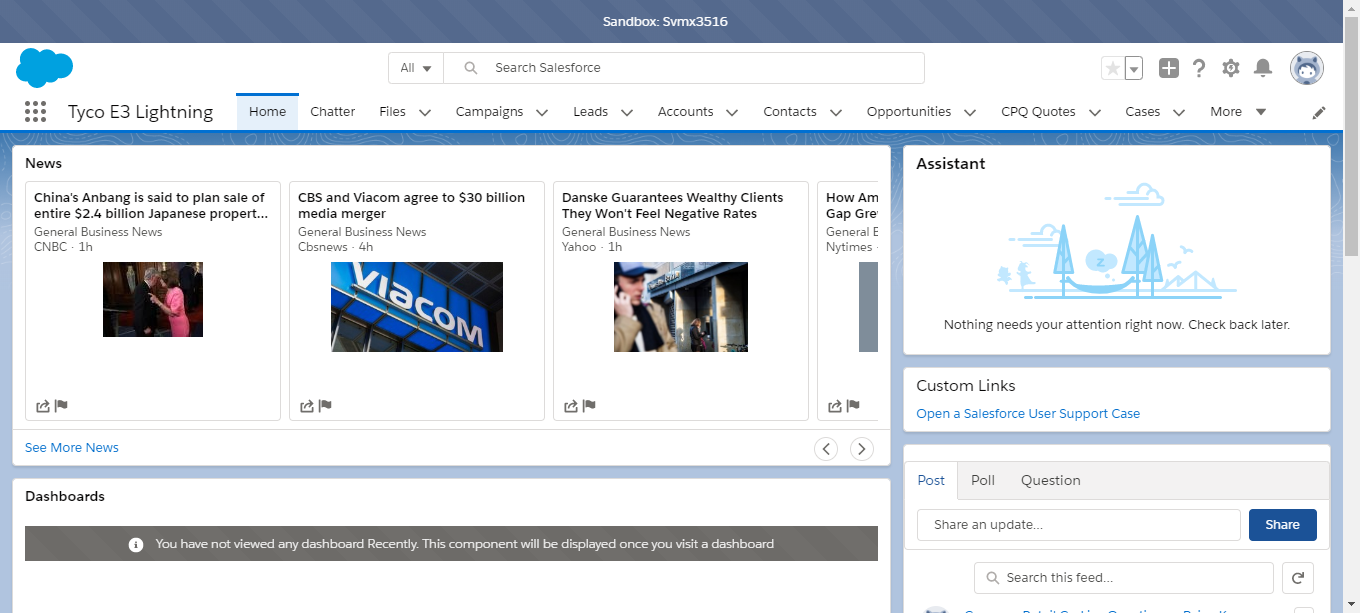 Sandbox: Svmx3516
All
Search Salesforce
Tyco E3 Lightning
Home
Chatter
Files
Campaigns
Leads
Accounts
Contacts
Opportunities
CPQ Quotes
Cases
More
News
China's Anbang is said to plan sale of
entire $2.4 billion Japanese propert...
General Business News
CNBC · 1h
CBS and Viacom agree to $30 billion
media merger
General Business News
Cbsnews · 4h
viacom
Danske Guarantees Wealthy Clients
They Won't Feel Negative Rates
General Business News
Yahoo · 1h
How Am
Gap Gre
General B
Nytimes ·
See More News
Dashboards
You have not viewed any dashboard Recently. This component will be displayed once you visit a dashboard
Assistant
z
Nothing needs your attention right now. Check back later.
Custom Links
Open a Salesforce User Support Case
Post
Poll
Question
Share an update...
Share
Search this feed...